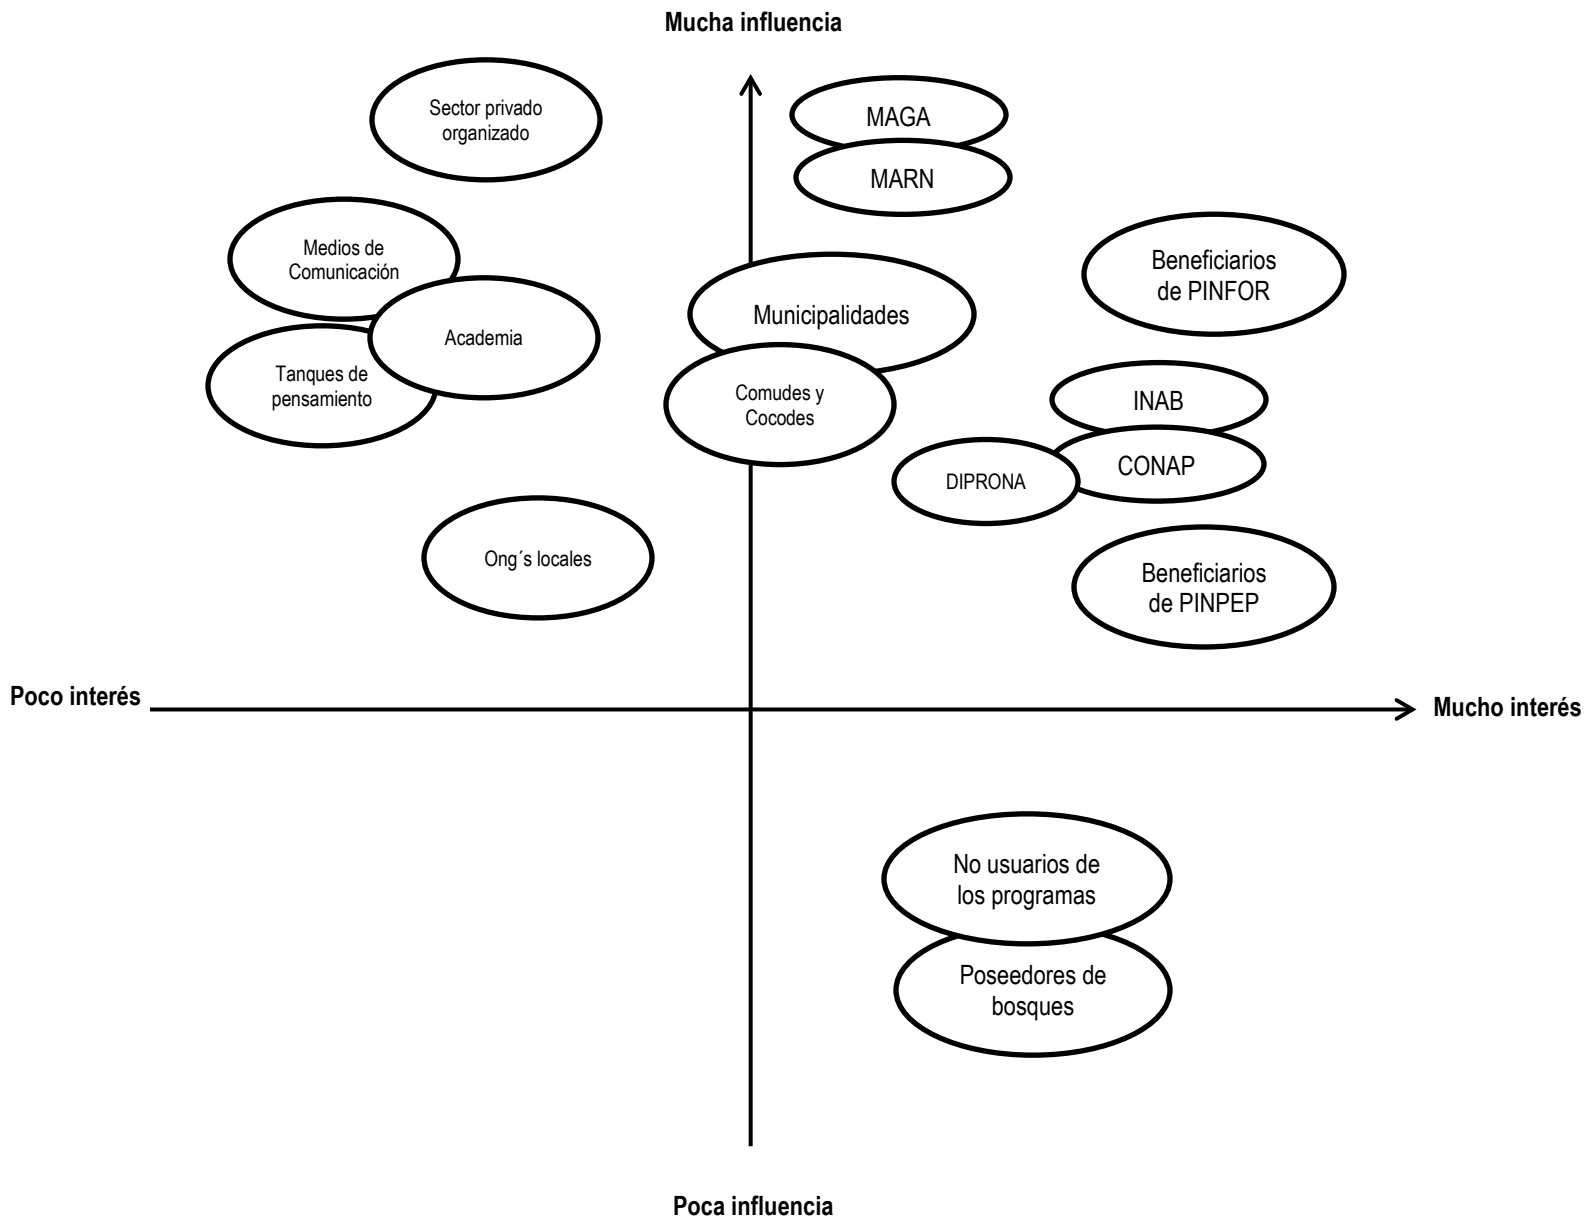 Mucha influencia
Sector privado
organizado
MAGA
MARN
Medios de
Comunicación
Beneficiarios
de PINFOR
Municipalidades
Academia
Tanques de
pensamiento
Comudes y
Cocodes
INAB
CONAP
DIPRONA
Ong´s locales
Beneficiarios
de PINPEP
Poco interés
Mucho interés
No usuarios de
los programas
Poseedores de
bosques
Poca influencia